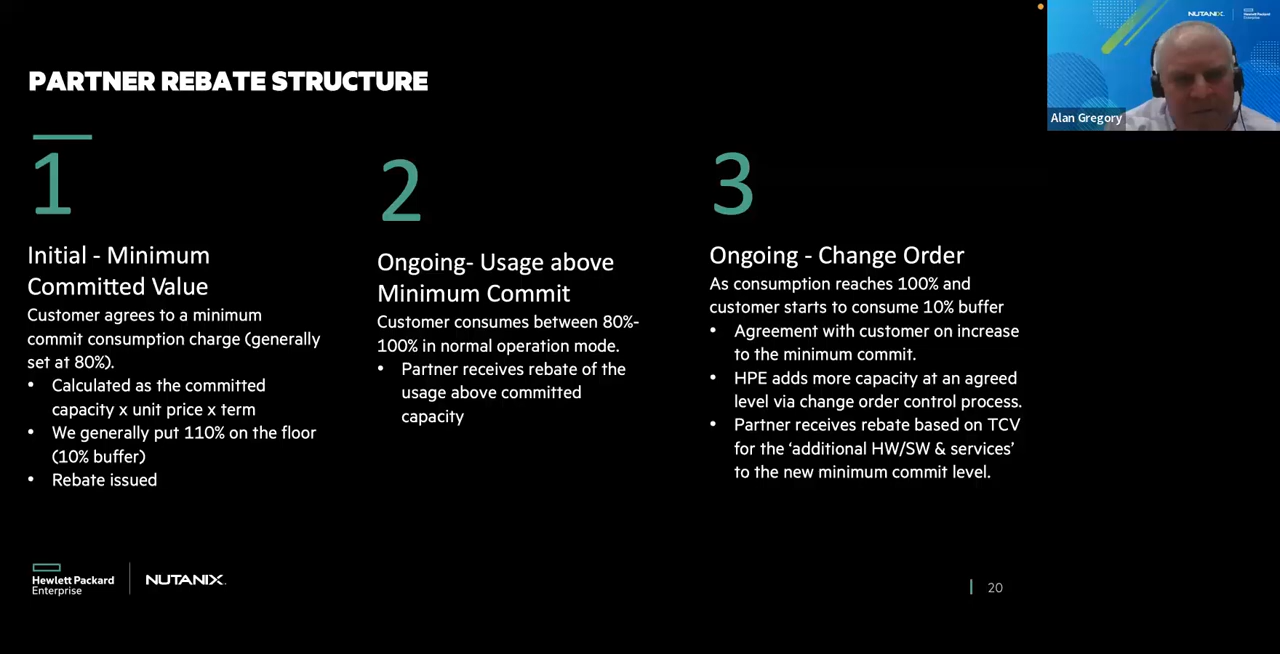 PARTNER REBATE STRUCTURE
1
Initial - Minimum
Committed Value
Customer agrees to a minimum
commit consumption charge (generally
set at 80%).
• Calculated as the committed
capacity x unit price x term
• We generally put 110% on the floor
(10% buffer)
• Rebate issued
2
Ongoing- Usage above
Minimum Commit
Customer consumes between 80%-
100% in normal operation mode.
• Partner receives rebate of the
usage above committed
capacity
3
Ongoing - Change Order
As consumption reaches 100% and
customer starts to consume 10% buffer
• Agreement with customer on increase
to the minimum commit.
• HPE adds more capacity at an agreed
level via change order control process.
• Partner receives rebate based on TCV
for the ‘additional HW/SW & services’
to the new minimum commit level.
Hewlett Packard
Enterprise
NUTANIX
20
NUTANIX
Hewlett Packard
Enterprise
Alan Gregory